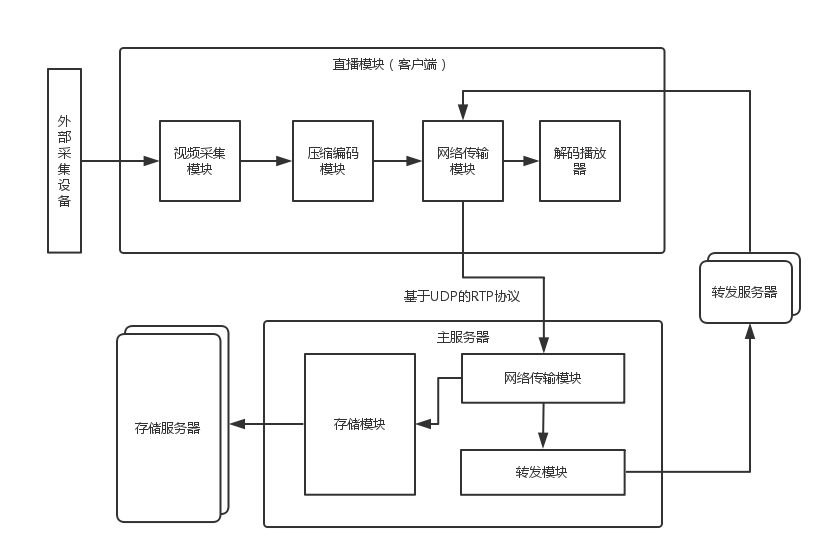 直播模块（客户端）
外
部
采
集
设
备
视频采集
模块
压缩编码
模块
网络传输
模块
解码播放
器
转发服务器
基于UDP的RTP协议
主服务器
网络传输模块
存储模块
存储服务器
转发模块